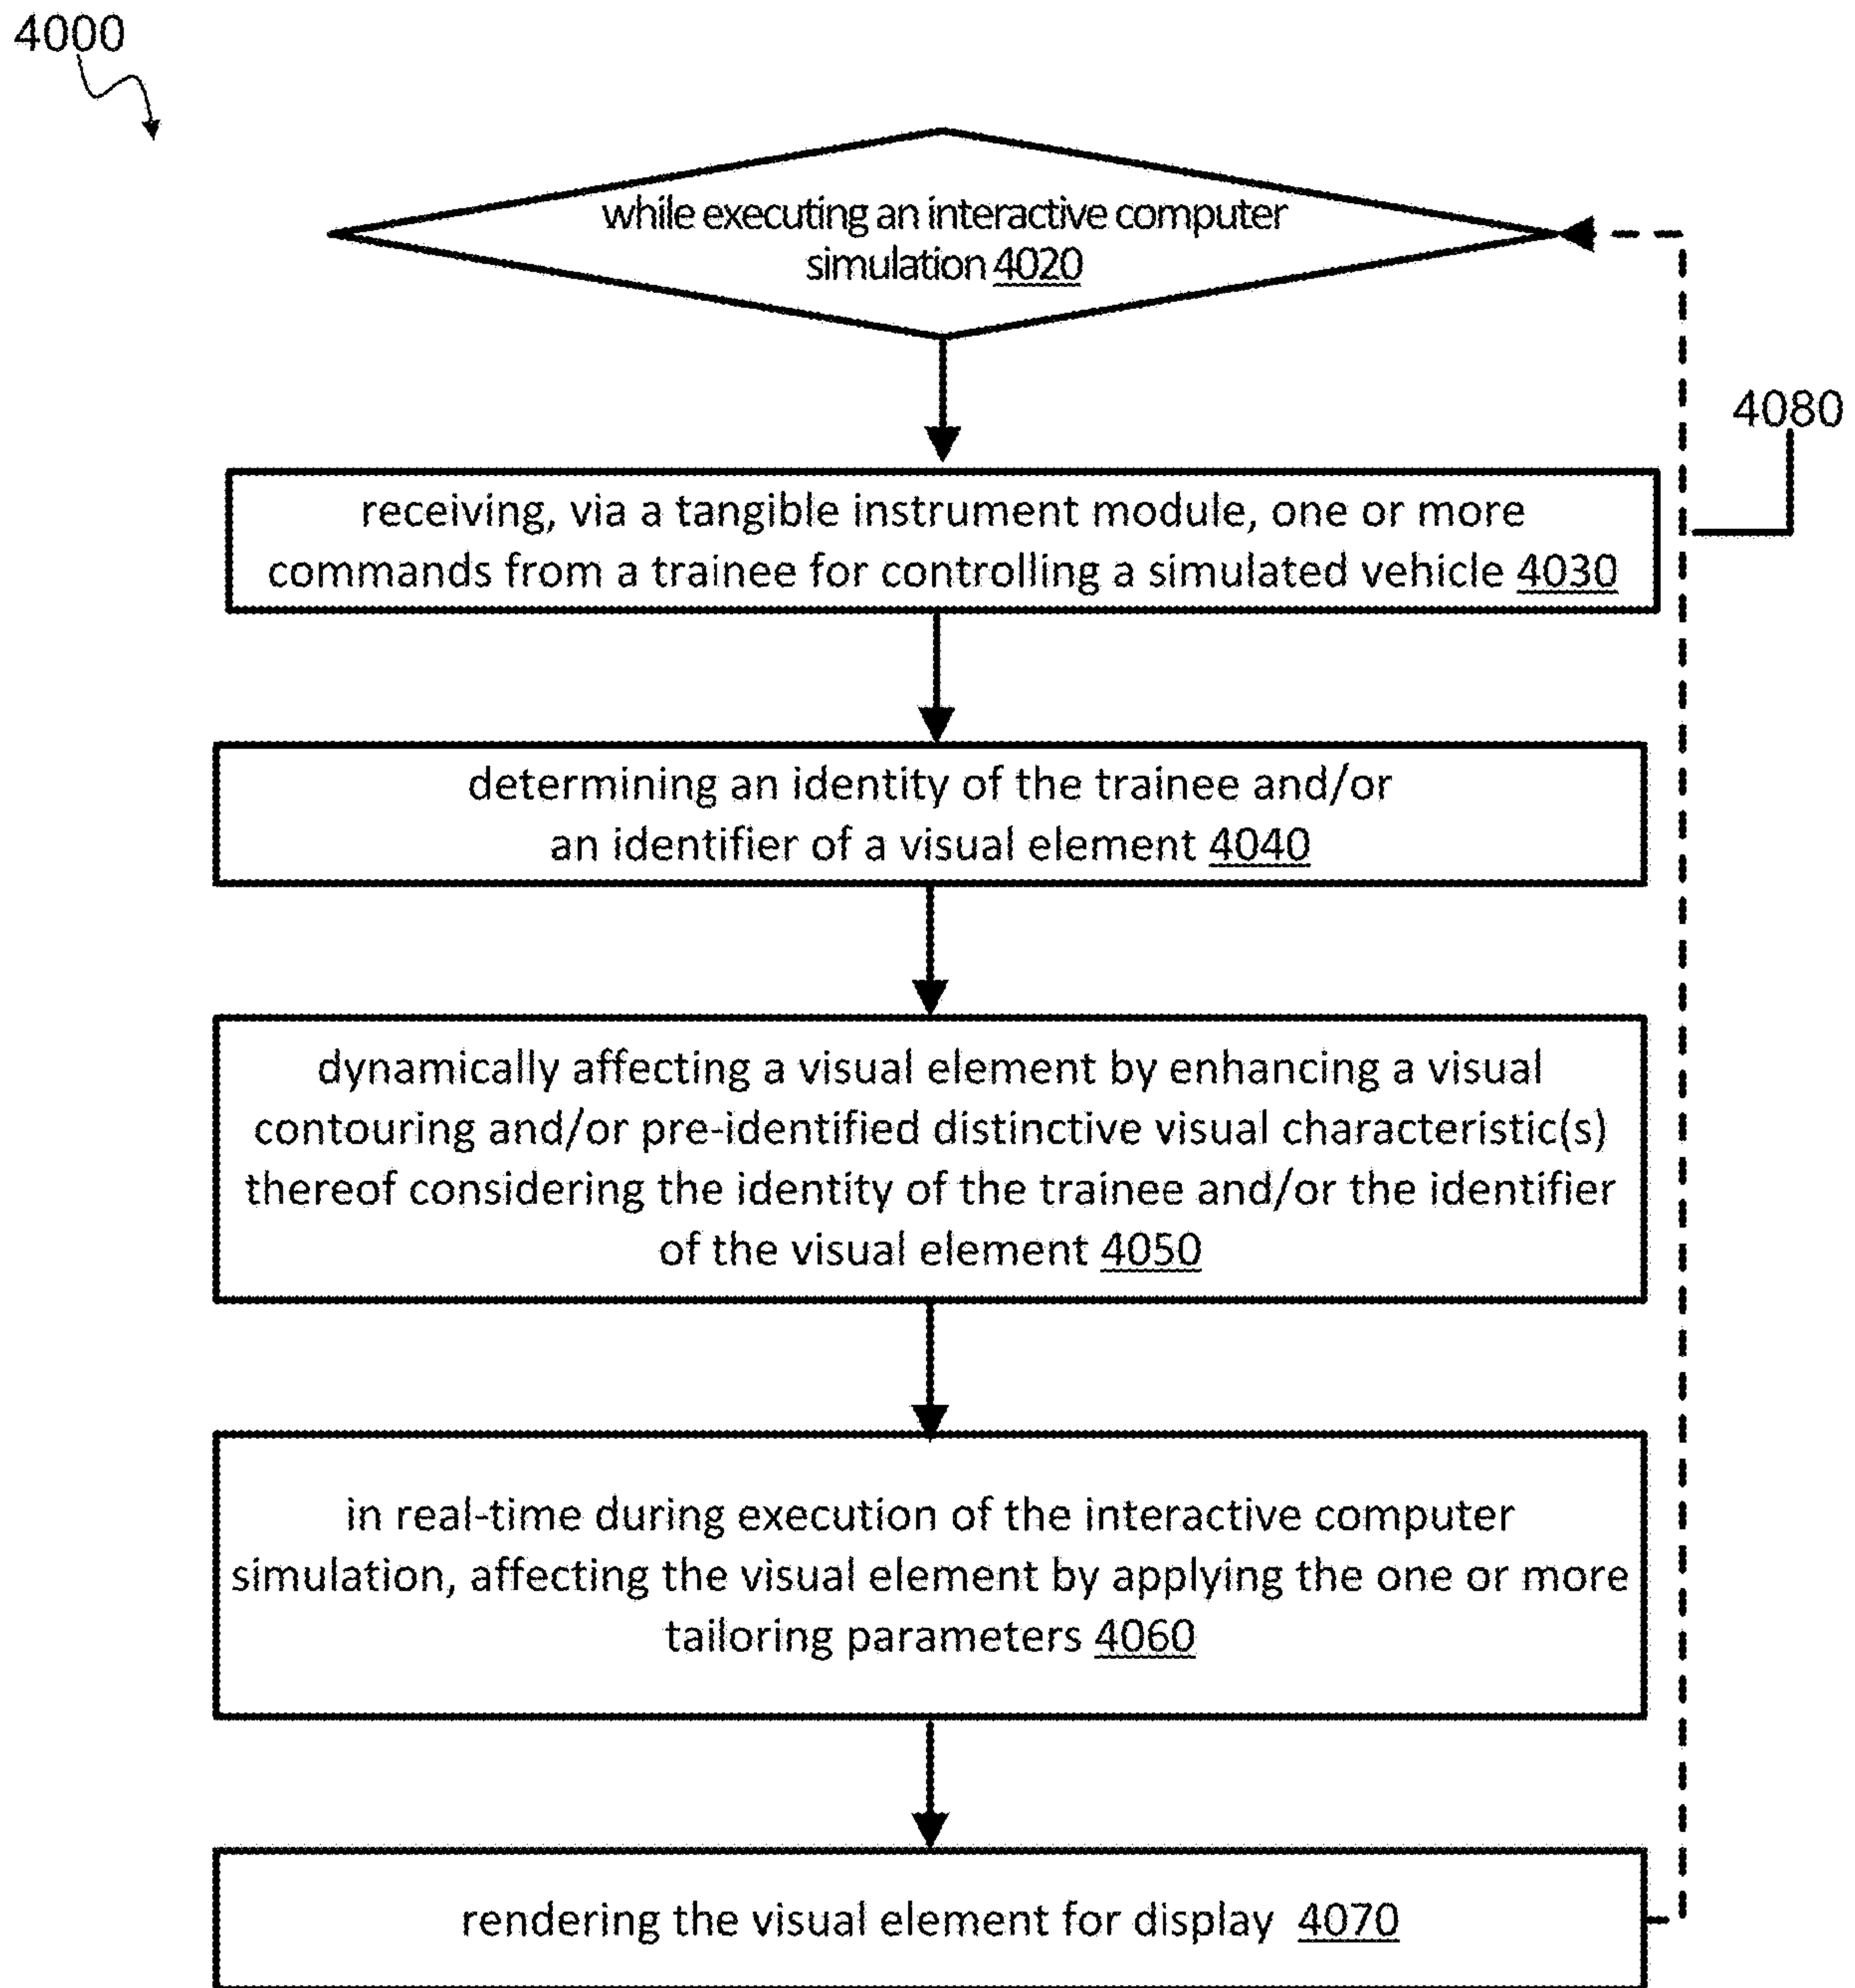 4000
while executing an interactive computer
simulation 4020
4080
receiving, via a tangible instrument module, one or more
commands from a trainee for controlling a simulated vehicle 4030
determining an identity of the trainee and/or
an identifier of a visual element 4040
dynamically affecting a visual element by enhancing a visual
contouring and/or pre-identified distinctive visual characteristic(s)
thereof considering the identity of the trainee and/or the identifier
of the visual element 4050
in real-time during execution of the interactive computer
simulation, affecting the visual element by applying the one or more
tailoring parameters 4060
rendering the visual element for display 4070